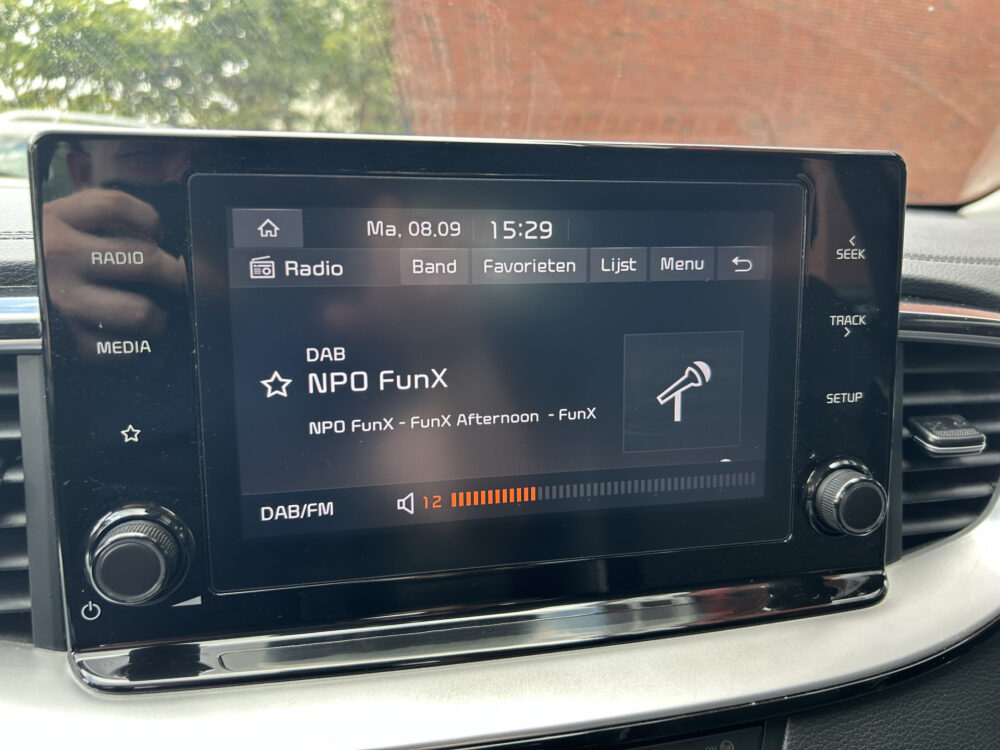 Ma, 08.09 15:29
Radio Band Favorieten Lijst Menu
DAB
NPO FunX
NPO FunX - FunX Afternoon - FunX
DAB/FM 12
RADIO
MEDIA
SEEK
TRACK
SETUP